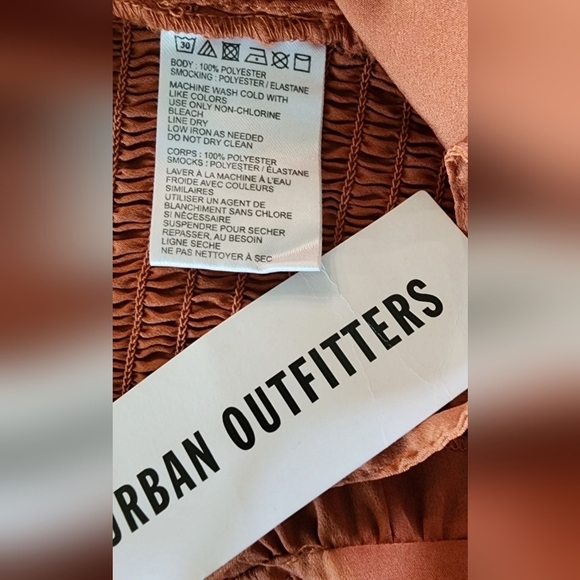 30
BODY : 100% POLYESTER
SMOCKING : POLYESTER / ELASTANE
MACHINE WASH COLD WITH
LIKE COLORS
USE ONLY NON-CHLORINE
BLEACH
LINE DRY
LOW IRON AS NEEDED
DO NOT DRY CLEAN
CORPS : 100% POLYESTER
SMOCKS : POLYESTER / ÉLASTANE
LAVER À LA MACHINE À L'EAU
FROIDE AVEC COULEURS
SIMILAIRES
UTILISER UN AGENT DE
BLANCHIMENT SANS CHLORE
SI NÉCESSAIRE
SUSPENDRE POUR SECHER
REPASSER, AU BESOIN
LIGNE SECHE
NE PAS NETTOYER À SEC
URBAN OUTFITTERS